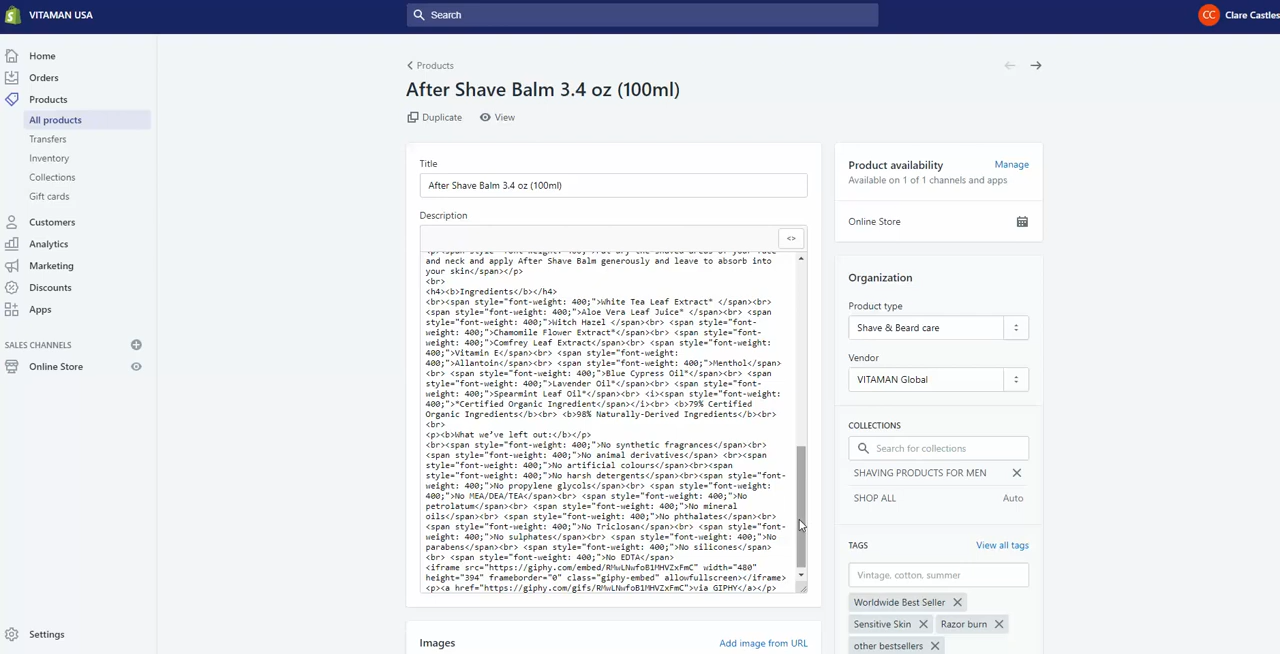 VITAMAN USA
Search
CC
Clare Castles
Home
Orders
Products
All products
Transfers
Inventory
Collections
Gift cards
Customers
Analytics
Marketing
Discounts
Apps
SALES CHANNELS
Online Store
Settings
Products
After Shave Balm 3.4 oz (100ml)
Duplicate
View
Title
After Shave Balm 3.4 oz (100ml)
Description
<>
and neck and apply After Shave Balm generously and leave to absorb into
your skin</span></p>
<br>
<h4><b>Ingredients</b></h4>
<br><span style="font-weight: 400;">White Tea Leaf Extract* </span><br>
<span style="font-weight: 400;">Aloe Vera Leaf Juice* </span><br> <span
style="font-weight: 400;">Witch Hazel </span><br> <span style="font-
weight: 400;">Chamomile Flower Extract*</span><br> <span style="font-
weight: 400;">Comfrey Leaf Extract</span><br> <span style="font-weight:
400;">Vitamin E</span><br> <span style="font-weight:
400;">Allantoin</span><br> <span style="font-weight: 400;">Menthol</span>
<br> <span style="font-weight: 400;">Blue Cypress Oil*</span><br> <span
style="font-weight: 400;">Lavender Oil*</span><br> <span style="font-
weight: 400;">Spearmint Leaf Oil*</span><br> <i><span style="font-weight:
400;">*Certified Organic Ingredient</span></i><br> <b>79% Certified
Organic Ingredients</b><br> <b>98% Naturally-Derived Ingredients</b><br>
<br>
<p><b>What we've left out:</b></p>
<br><span style="font-weight: 400;">No synthetic fragrances</span><br>
<span style="font-weight: 400;">No animal derivatives</span> <br><span
style="font-weight: 400;">No artificial colours</span><br><span
style="font-weight: 400;">No harsh detergents</span><br> <span
style="font-weight: 400;">No propylene glycols</span><br> <span
style="font-weight: 400;">No MEA/DEA/TEA</span><br> <span style="font-
weight: 400;">No
petrolatum</span><br> <span style="font-weight: 400;">No mineral
oils</span><br> <span style="font-weight: 400;">No phthalates</span><br>
<span style="font-weight: 400;">No Triclosan</span><br> <span style="font-
weight: 400;">No sulphates</span><br> <span style="font-weight: 400;">No
parabens</span><br> <span style="font-weight: 400;">No silicones</span>
<br> <span style="font-weight: 400;">No EDTA</span>
<iframe src="https://giphy.com/embed/RMwLNwfoB1MHVZxFmC" width="480"
height="394" frameborder="0" class="giphy-embed" allowfullscreen></iframe>
<p><a href="https://giphy.com/gifs/RMwLNwfoB1MHVZxFmC">via GIPHY</a></p>
Images
Add image from URL
Product availability
Manage
Available on 1 of 1 channels and apps
Online Store
Organization
Product type
Shave & Beard care
Vendor
VITAMAN Global
COLLECTIONS
Search for collections
SHAVING PRODUCTS FOR MEN
SHOP ALL
Auto
TAGS
View all tags
Vintage, cotton, summer
Worldwide Best Seller
Sensitive Skin
Razor burn
other bestsellers